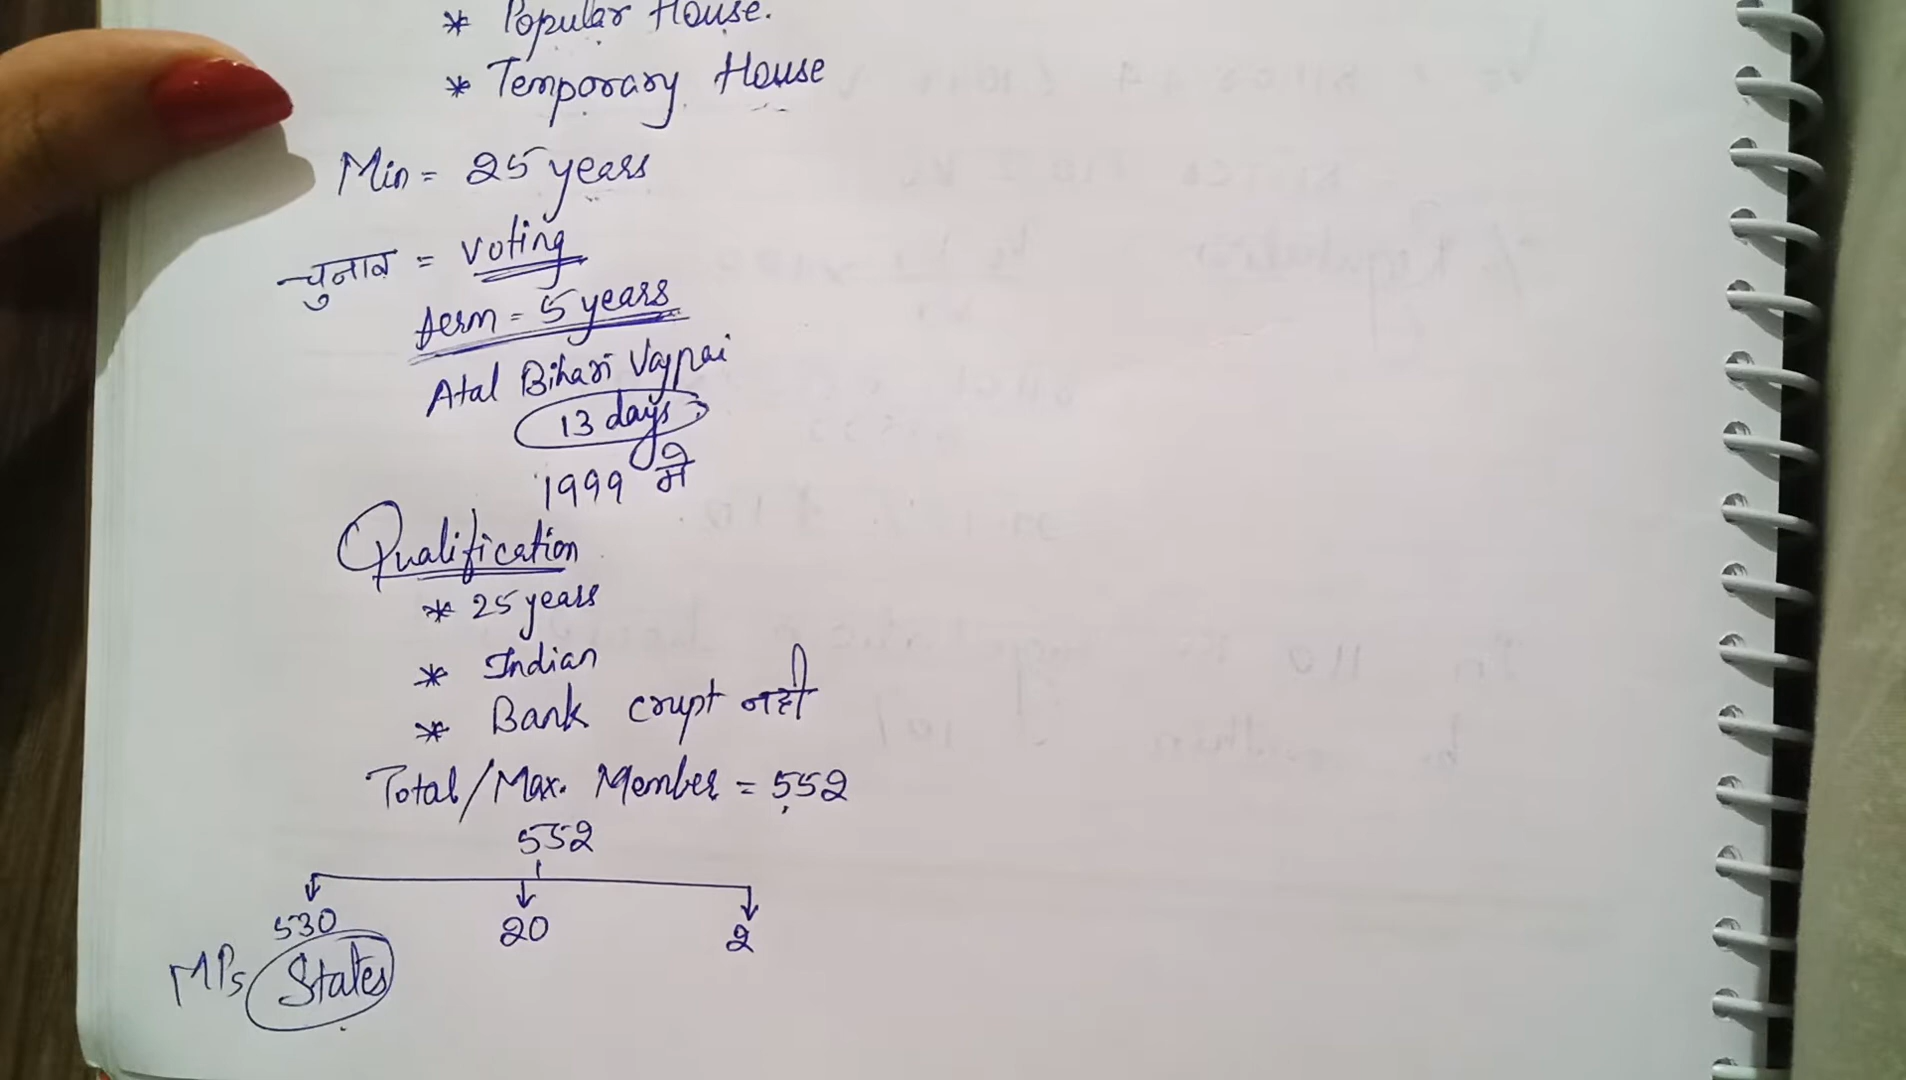 * Popular House.
* Temporary House
Min = 25 years
चुनाव = voting
term = 5 years
Atal Bihari Vajpai
13 days
1999 मे
Qualification
* 25 years
* Indian
* Bank crupt नही
Total/Max. Member = 552
552
530 20 2
MPs States